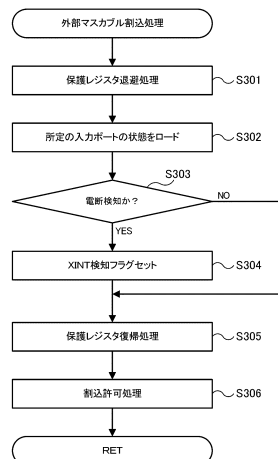 外部マスカブル割込処理
保護レジスタ退避処理
S301
所定の入力ポートの状態をロード
S302
S303
電断検知か?
NO
YES
XINT検知フラグセット
S304
保護レジスタ復帰処理
S305
割込許可処理
S306
RET